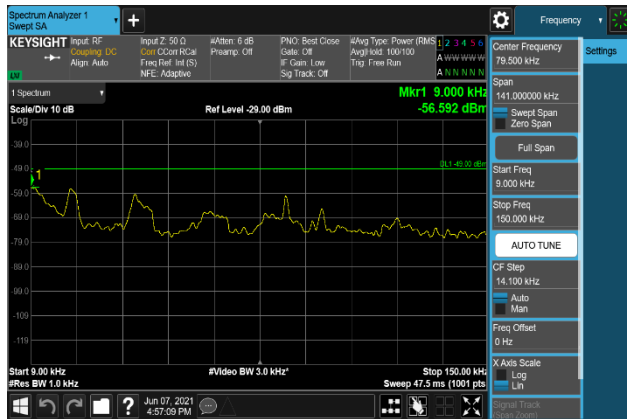 Spectrum Analyzer 1
Swept SA
+
Frequency
KEYSIGHT
Input: RF
Coupling: DC
Align: Auto
Input Z: 50 Ω
Corr CCorr RCal
Freq Ref: Int (S)
NFE: Adaptive
#Atten: 6 dB
Preamp: Off
PNO: Best Close
Gate: Off
IF Gain: Low
Sig Track: Off
#Avg Type: Power (RMS
Avg|Hold: 100/100
Trig: Free Run
1 2 3 4 5 6
A W W W W W
A N N N N N
1 Spectrum
Scale/Div 10 dB
Log
Ref Level -29.00 dBm
Mkr1 9.000 kHz
-56.592 dBm
-39.0
-49.0
-59.0
-69.0
-79.0
-89.0
-99.0
-109
-119
1
DL1 -49.00 dBm
Start 9.00 kHz
#Res BW 1.0 kHz
#Video BW 3.0 kHz*
Stop 150.00 kHz
Sweep 47.5 ms (1001 pts
Jun 07, 2021
4:57:09 PM
?
Center Frequency
79.500 kHz
Settings
Span
141.000000 kHz
Swept Span
Zero Span
Full Span
Start Freq
9.000 kHz
Stop Freq
150.000 kHz
AUTO TUNE
CF Step
14.100 kHz
Auto
Man
Freq Offset
0 Hz
X Axis Scale
Log
Lin
Signal Track
(Span Zoom)